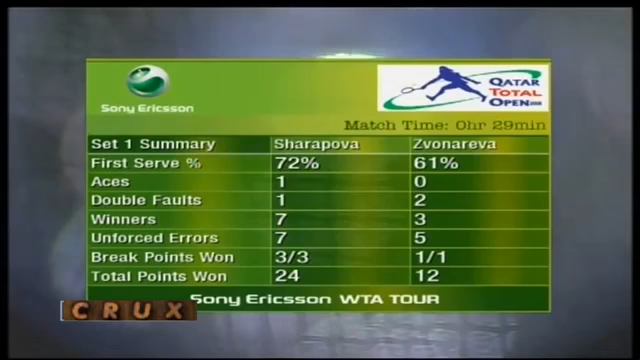 Sony Ericsson
QATAR
TOTAL
OPEN 2008
Match Time: 0hr 29min
Set 1 Summary Sharapova Zvonareva
First Serve % 72% 61%
Aces 1 0
Double Faults 1 2
Winners 7 3
Unforced Errors 7 5
Break Points Won 3/3 1/1
Total Points Won 24 12
Sony Ericsson WTA TOUR
CRUX